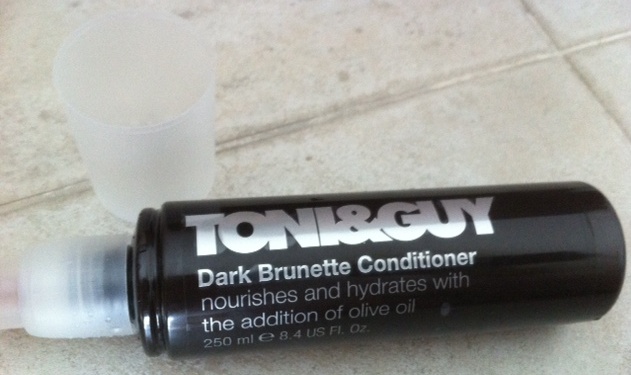 TONI&GUY
Dark Brunette Conditioner
nourishes and hydrates with
the addition of olive oil
250 ml ℮ 8.4 US Fl. Oz.